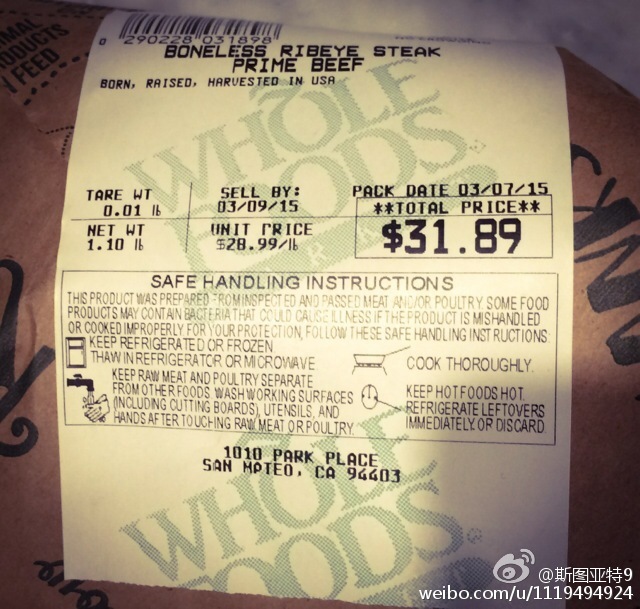 0 290228 031898
BONELESS RIBEYE STEAK
PRIME BEEF
BORN, RAISED, HARVESTED IN USA
WHOLE
FOODS
TARE WT
0.01 lb
SELL BY:
03/09/15
PACK DATE 03/07/15
NET WT
1.10 lb
UNIT PRICE
$28.99/lb
**TOTAL PRICE**
$31.89
SAFE HANDLING INSTRUCTIONS
THIS PRODUCT WAS PREPARED FROM INSPECTED AND PASSED MEAT AND/OR POULTRY. SOME FOOD
PRODUCTS MAY CONTAIN BACTERIA THAT COULD CAUSE ILLNESS IF THE PRODUCT IS MISHANDLED
OR COOKED IMPROPERLY. FOR YOUR PROTECTION, FOLLOW THESE SAFE HANDLING INSTRUCTIONS:
KEEP REFRIGERATED OR FROZEN.
THAW IN REFRIGERATOR OR MICROWAVE.
COOK THOROUGHLY.
KEEP RAW MEAT AND POULTRY SEPARATE
FROM OTHER FOODS. WASH WORKING SURFACES
(INCLUDING CUTTING BOARDS), UTENSILS, AND
HANDS AFTER TOUCHING RAW MEAT OR POULTRY.
KEEP HOT FOODS HOT.
REFRIGERATE LEFTOVERS
IMMEDIATELY OR DISCARD.
1010 PARK PLACE
SAN MATEO, CA 94403
WHOLE
FOODS
FEED
@斯图亚特9
weibo.com/u/1119494924